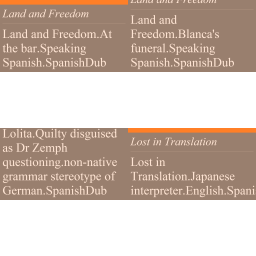 Land and Freedom
Land and Freedom.At
the bar.Speaking
Spanish.SpanishDub
Land and Freedom
Land and
Freedom.Blanca's
funeral.Speaking
Spanish.SpanishDub
Lolita.Quilty disguised
as Dr Zemph
questioning.non-native
grammar stereotype of
German.SpanishDub
Lost in Translation
Lost in
Translation.Japanese
interpreter.English.Spani